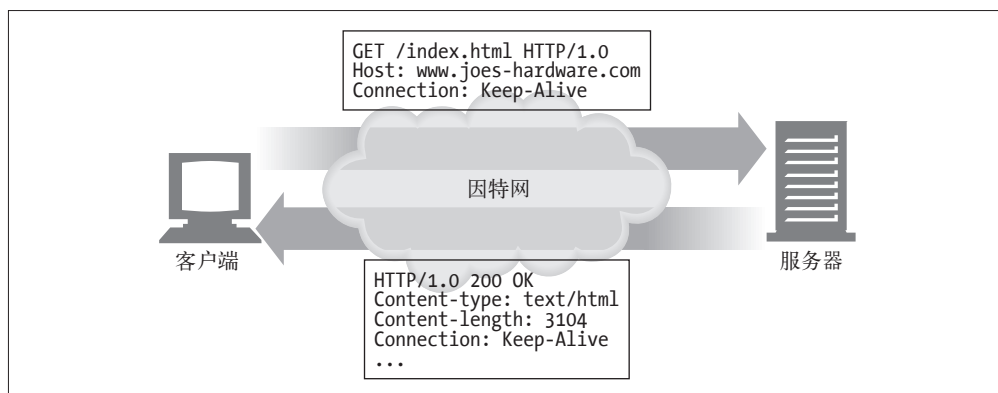 GET /index.html HTTP/1.0
Host: www.joes-hardware.com
Connection: Keep-Alive
因特网
客户端
服务器
HTTP/1.0 200 OK
Content-type: text/html
Content-length: 3104
Connection: Keep-Alive
...